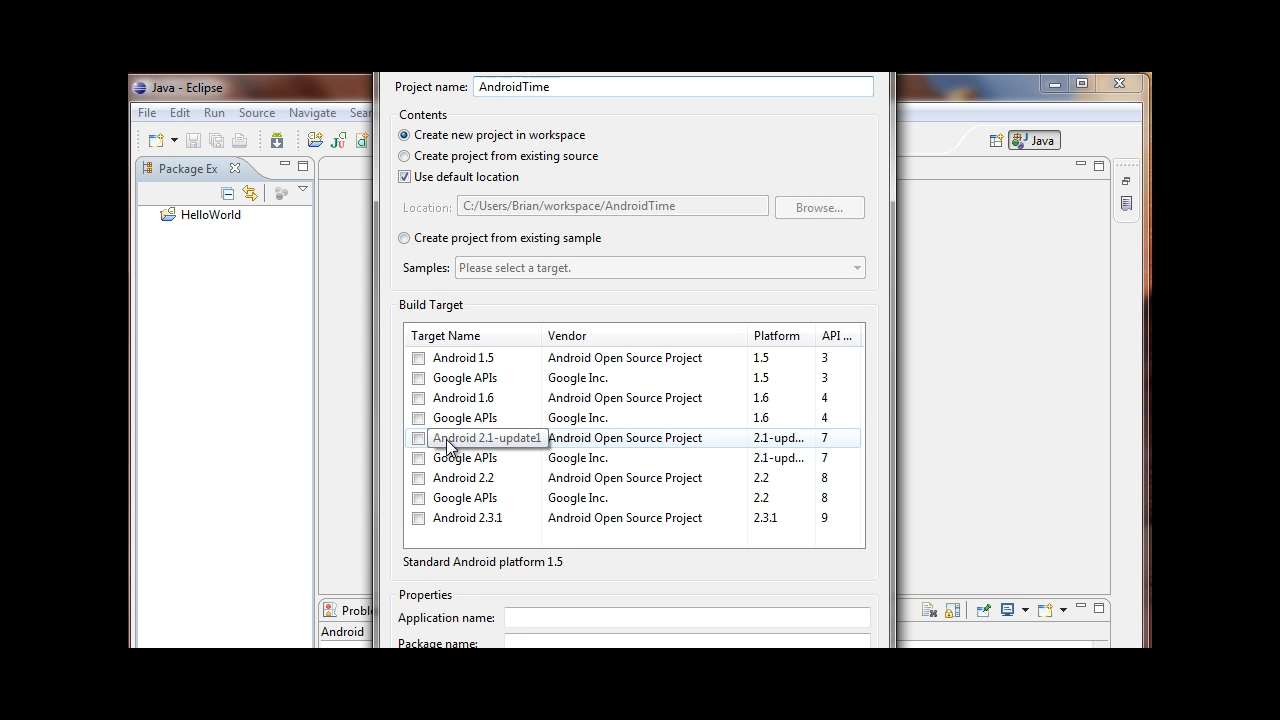 Java - Eclipse
Project name: AndroidTime
File Edit Run Source Navigate Sear
Contents
Create new project in workspace
Java
Create project from existing source
Package Ex
Use default location
Location: C:/Users/Brian/workspace/AndroidTime Browse...
HelloWorld
Create project from existing sample
Samples: Please select a target.
Build Target
Target Name Vendor Platform API ...
Android 1.5 Android Open Source Project 1.5 3
Google APIs Google Inc. 1.5 3
Android 1.6 Android Open Source Project 1.6 4
Google APIs Google Inc. 1.6 4
Android 2.1-update1 Android Open Source Project 2.1-upd... 7
Google APIs Google Inc. 2.1-upd... 7
Android 2.2 Android Open Source Project 2.2 8
Google APIs Google Inc. 2.2 8
Android 2.3.1 Android Open Source Project 2.3.1 9
Standard Android platform 1.5
Properties
Probl
Application name:
Android
Package name: